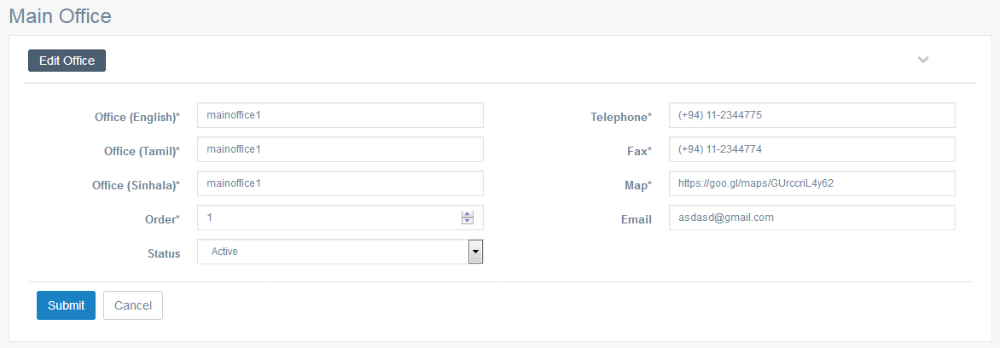 Main Office
Edit Office
Office (English)* mainoffice1
Telephone* (+94) 11-2344775
Office (Tamil)* mainoffice1
Fax* (+94) 11-2344774
Office (Sinhala)* mainoffice1
Map* https://goo.gl/maps/GUrccriL4y62
Order* 1
Email asdasd@gmail.com
Status Active
Submit Cancel